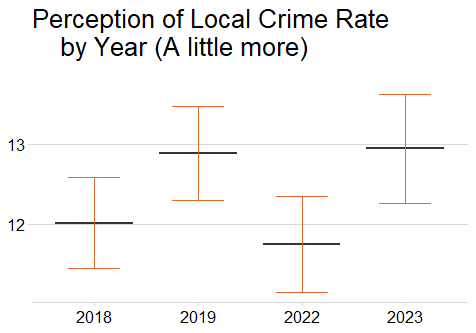 Perception of Local Crime Rate
by Year (A little more)
13
12
2018 2019 2022 2023